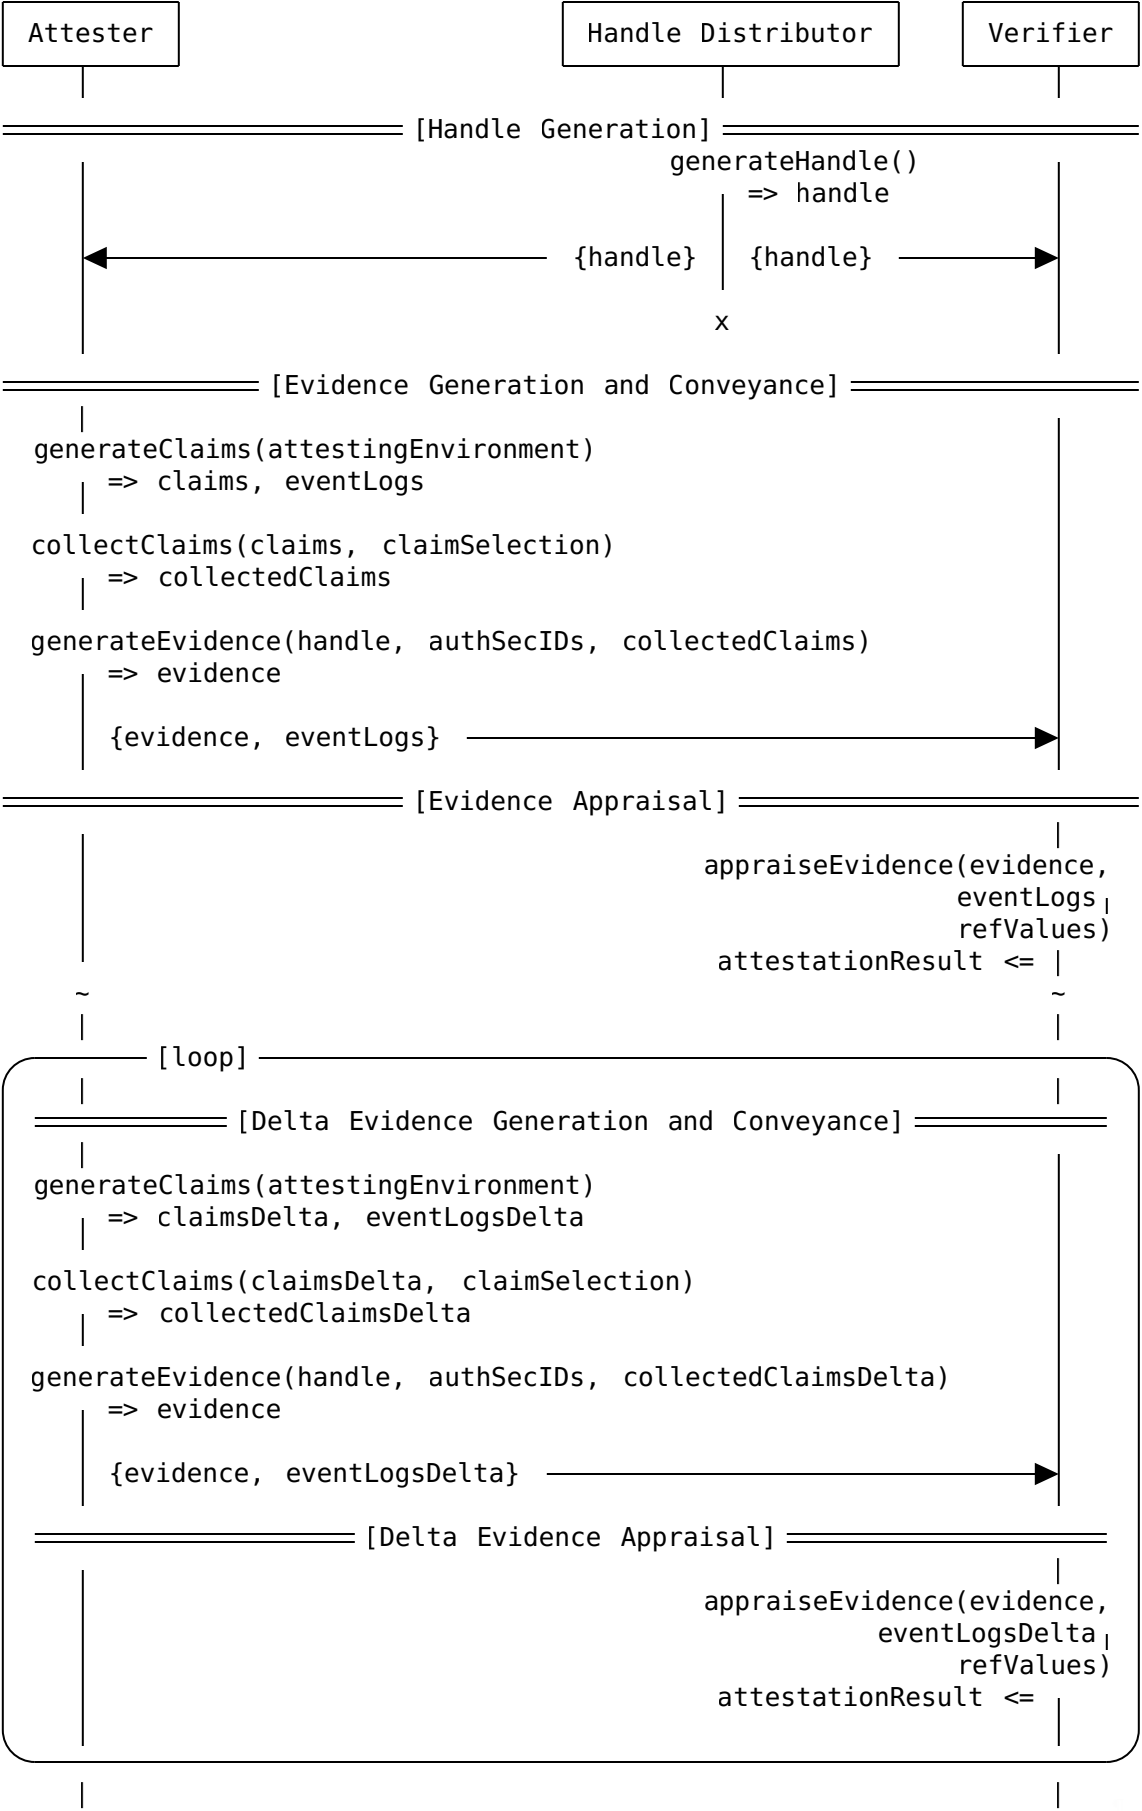 Attester Handle Distributor Verifier
[Handle Generation]
generateHandle()
=> handle
{handle} {handle}
x
[Evidence Generation and Conveyance]
generateClaims(attestingEnvironment)
=> claims, eventLogs
collectClaims(claims, claimSelection)
=> collectedClaims
generateEvidence(handle, authSecIDs, collectedClaims)
=> evidence
{evidence, eventLogs}
[Evidence Appraisal]
appraiseEvidence(evidence,
eventLogs
refValues)
attestationResult <=
~ ~
[loop]
[Delta Evidence Generation and Conveyance]
generateClaims(attestingEnvironment)
=> claimsDelta, eventLogsDelta
collectClaims(claimsDelta, claimSelection)
=> collectedClaimsDelta
generateEvidence(handle, authSecIDs, collectedClaimsDelta)
=> evidence
{evidence, eventLogsDelta}
[Delta Evidence Appraisal]
appraiseEvidence(evidence,
eventLogsDelta
refValues)
attestationResult <=